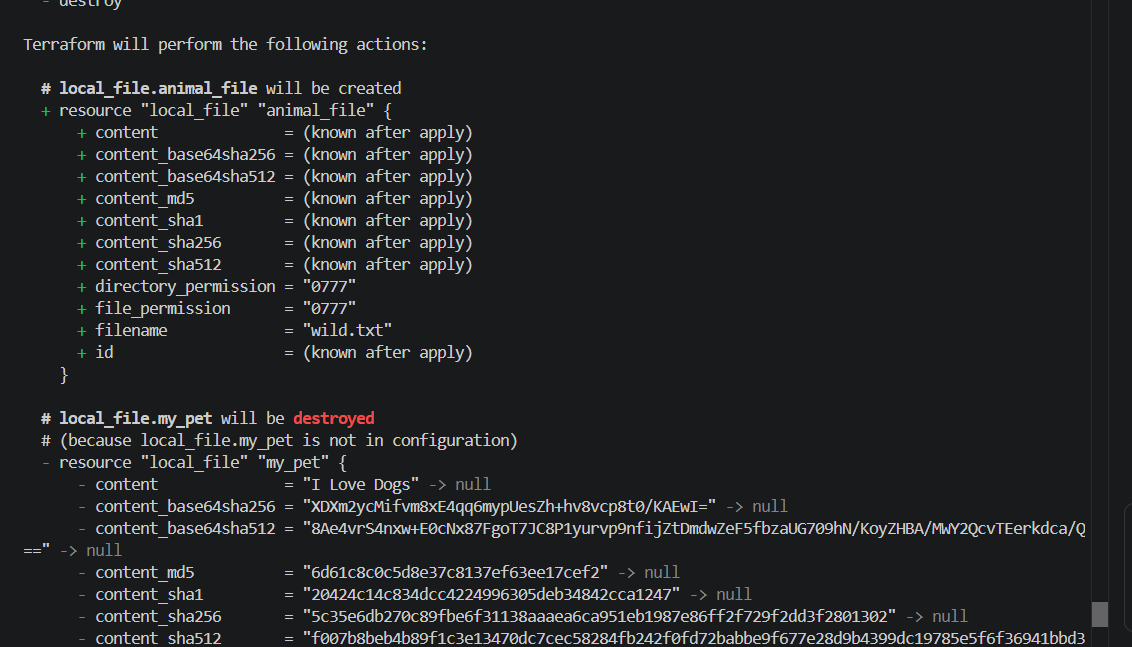 - destroy
Terraform will perform the following actions:
# local_file.animal_file will be created
+ resource "local_file" "animal_file" {
+ content = (known after apply)
+ content_base64sha256 = (known after apply)
+ content_base64sha512 = (known after apply)
+ content_md5 = (known after apply)
+ content_sha1 = (known after apply)
+ content_sha256 = (known after apply)
+ content_sha512 = (known after apply)
+ directory_permission = "0777"
+ file_permission = "0777"
+ filename = "wild.txt"
+ id = (known after apply)
}
# local_file.my_pet will be destroyed
# (because local_file.my_pet is not in configuration)
- resource "local_file" "my_pet" {
- content = "I Love Dogs" -> null
- content_base64sha256 = "XDXm2ycMifvm8xE4qq6mypUesZh+hv8vcp8t0/KAEwI=" -> null
- content_base64sha512 = "8Ae4vrS4nxw+E0cNx87FgoT7JC8P1yurvp9nfijZtDmdwZeF5fbzaUG709hN/KoyZHBA/MWY2QcvTEerkdca/Q
==" -> null
- content_md5 = "6d61c8c0c5d8e37c8137ef63ee17cef2" -> null
- content_sha1 = "20424c14c834dcc4224996305deb34842cca1247" -> null
- content_sha256 = "5c35e6db270c89fbe6f31138aaaea6ca951eb1987e86ff2f729f2dd3f2801302" -> null
- content_sha512 = "f007b8beb4b89f1c3e13470dc7cec58284fb242f0fd72babbe9f677e28d9b4399dc19785e5f6f36941bbd3